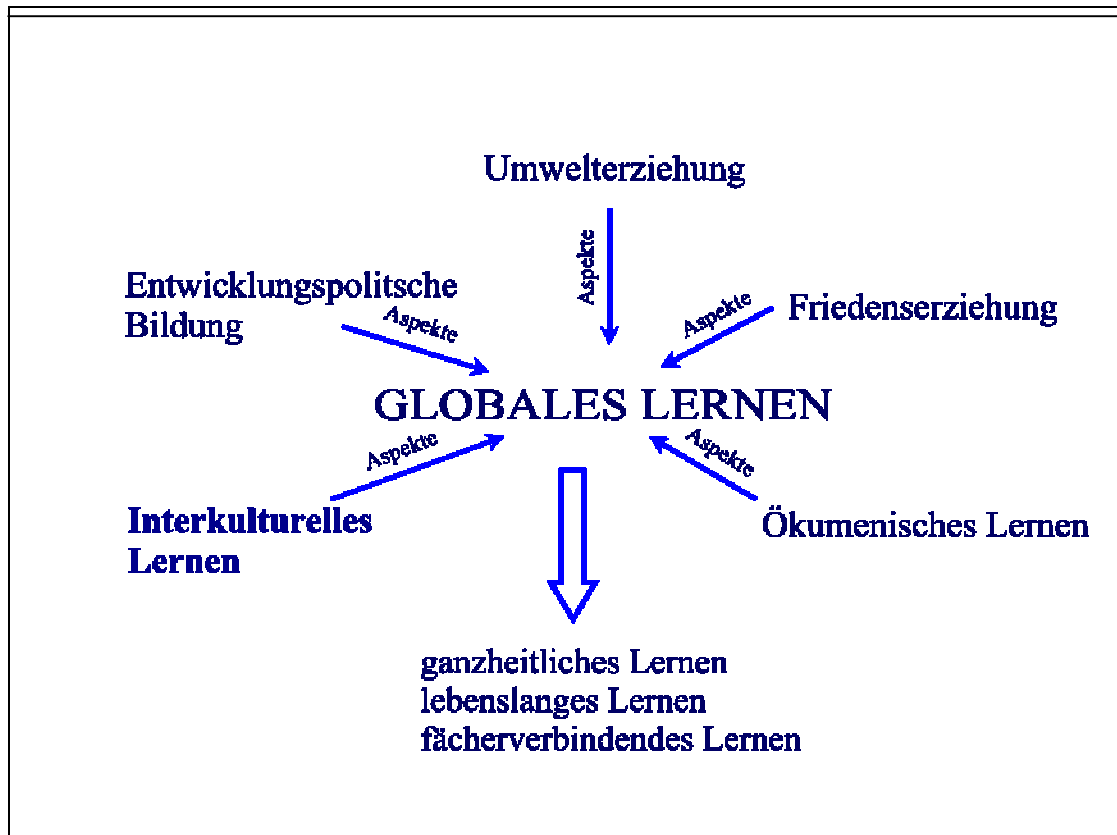 Umwelterziehung
Aspekte
Entwicklungspolitsche
Bildung
Aspekte
Aspekte
Friedenserziehung
GLOBALES LERNEN
Aspekte
Aspekte
Interkulturelles
Lernen
Ökumenisches Lernen
ganzheitliches Lernen
lebenslanges Lernen
fächerverbindendes Lernen